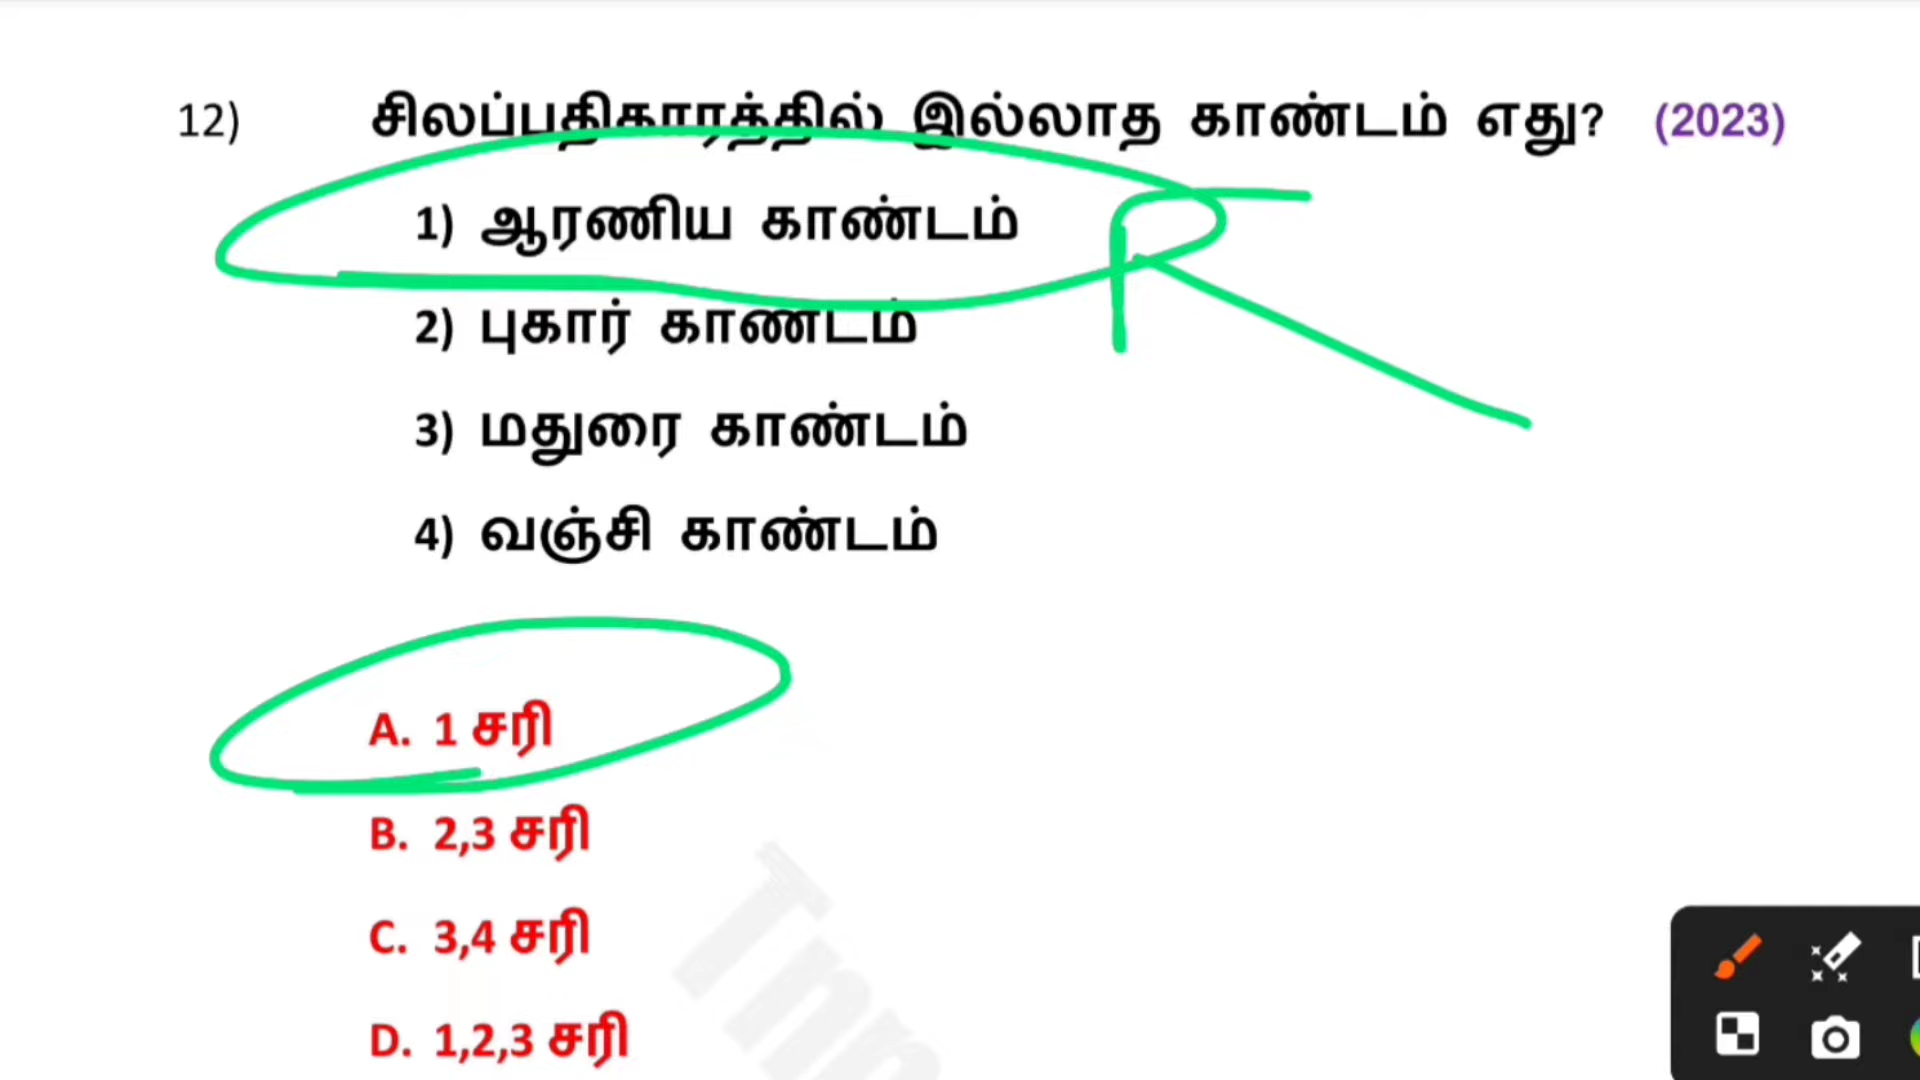 12) சிலப்பதிகாரத்தில் இல்லாத காண்டம் எது? (2023)
1) ஆரணிய காண்டம்
2) புகார் காண்டம்
3) மதுரை காண்டம்
4) வஞ்சி காண்டம்
A. 1 சரி
B. 2,3 சரி
C. 3,4 சரி
D. 1,2,3 சரி